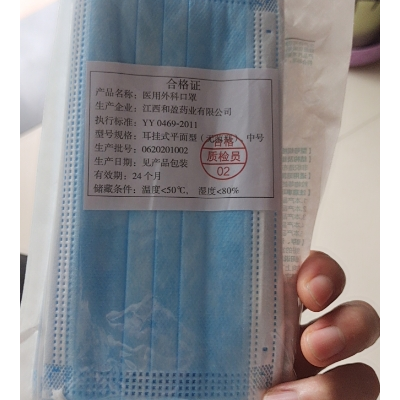 合格证
产品名称：医用外科口罩
生产企业：江西和盈药业有限公司
执行标准：YY 0469-2011
型号规格：耳挂式平面型（无菌）中号
生产批号：0620201002
生产日期：见产品包装
有效期：24个月
储藏条件：温度<50℃，湿度<80%
合格
质检员
02